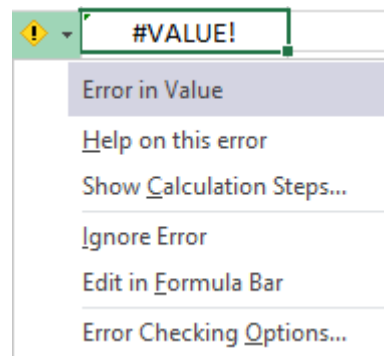 #VALUE!
Error in Value
Help on this error
Show Calculation Steps...
Ignore Error
Edit in Formula Bar
Error Checking Options...